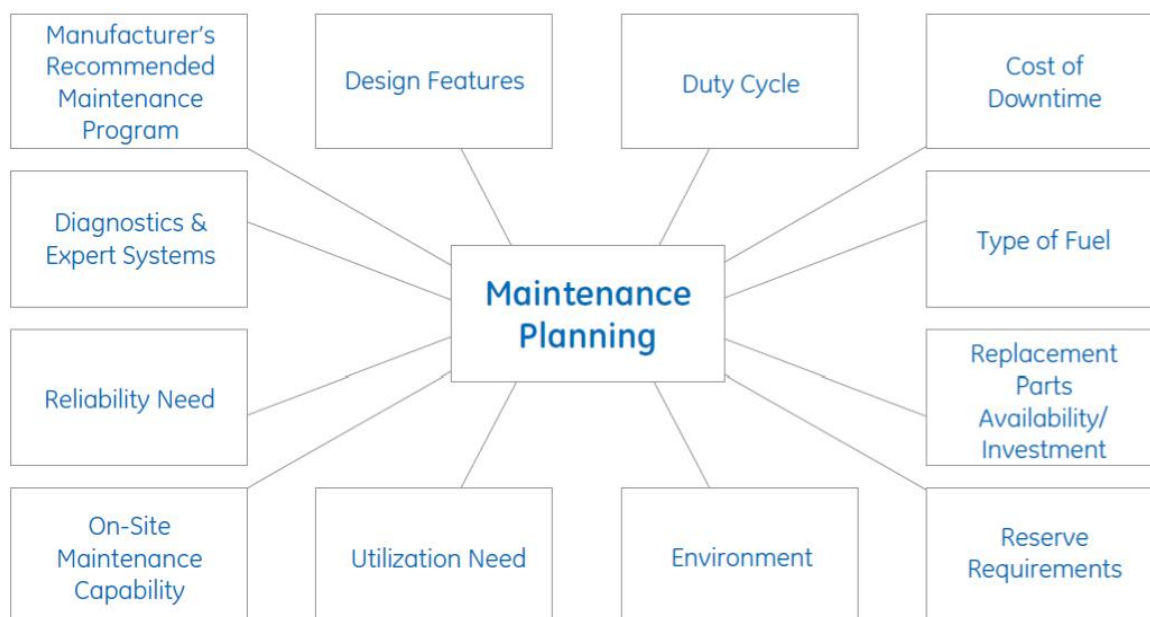 Manufacturer's
Recommended
Maintenance
Program
Design Features
Duty Cycle
Cost of
Downtime
Diagnostics &
Expert Systems
Type of Fuel
Maintenance
Planning
Reliability Need
Replacement
Parts
Availability/
Investment
On-Site
Maintenance
Capability
Utilization Need
Environment
Reserve
Requirements